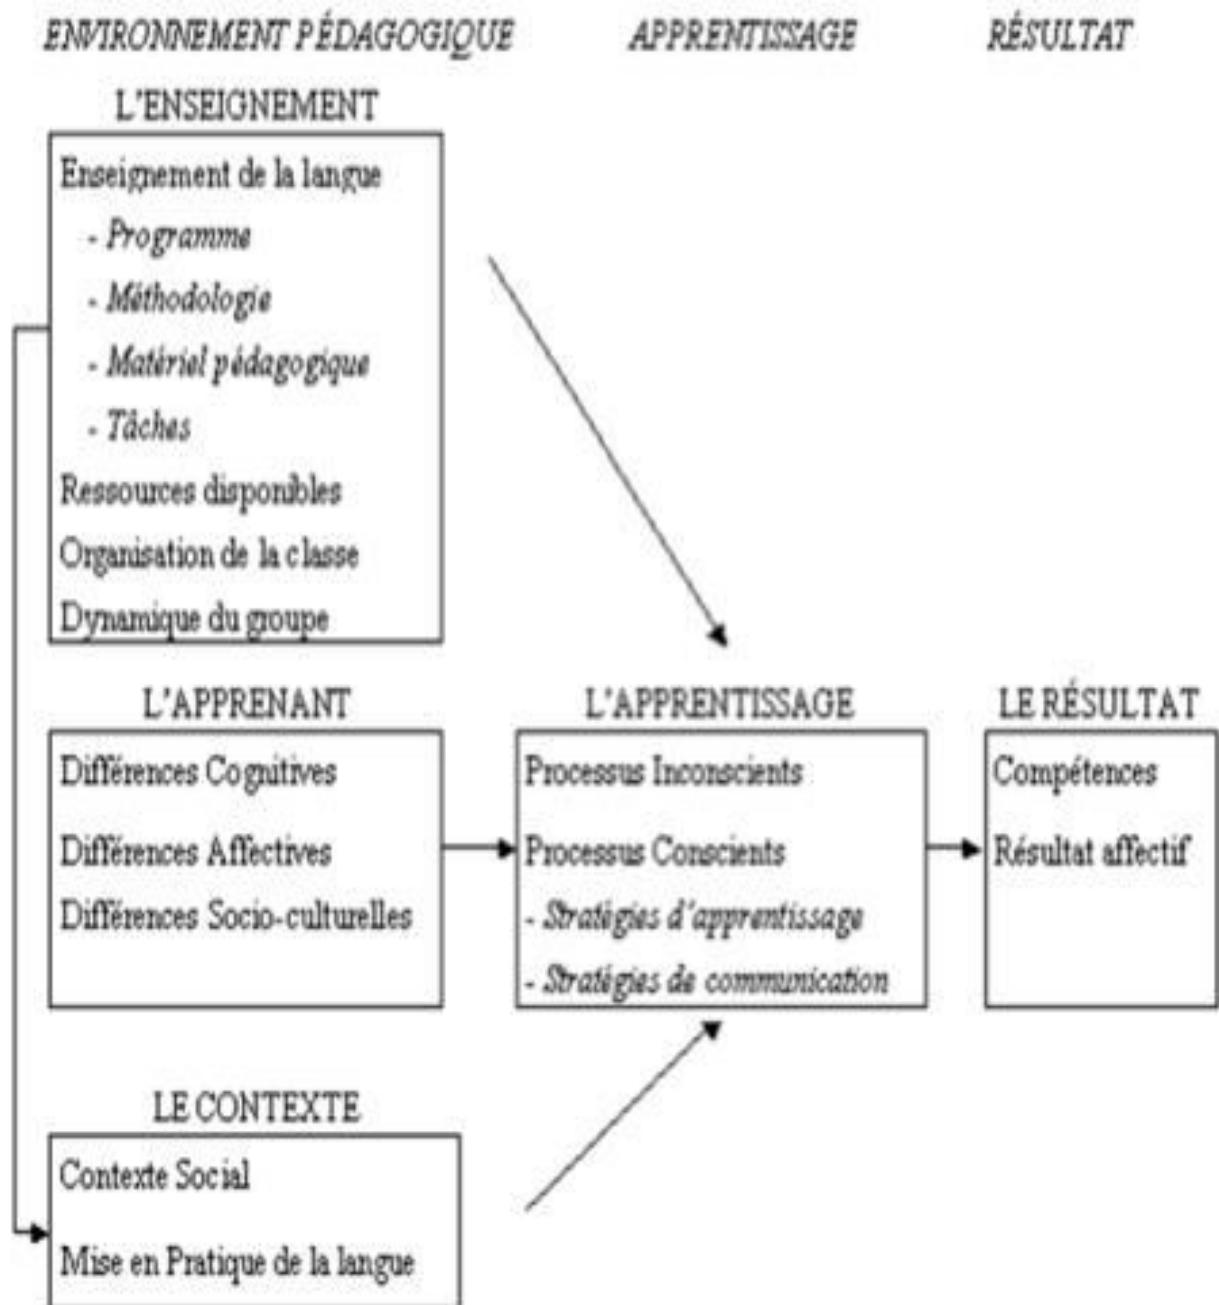 ENVIRONNEMENT PÉDAGOGIQUE APPRENTISSAGE RÉSULTAT
L'ENSEIGNEMENT
Enseignement de la langue
- Programme
- Méthodologie
- Matériel pédagogique
- Tâches
Ressources disponibles
Organisation de la classe
Dynamique du groupe
L'APPRENANT
Différences Cognitives
Différences Affectives
Différences Socio-culturelles
L'APPRENTISSAGE
Processus Inconscients
Processus Conscients
- Stratégies d'apprentissage
- Stratégies de communication
LE RÉSULTAT
Compétences
Résultat affectif
LE CONTEXTE
Contexte Social
Mise en Pratique de la langue